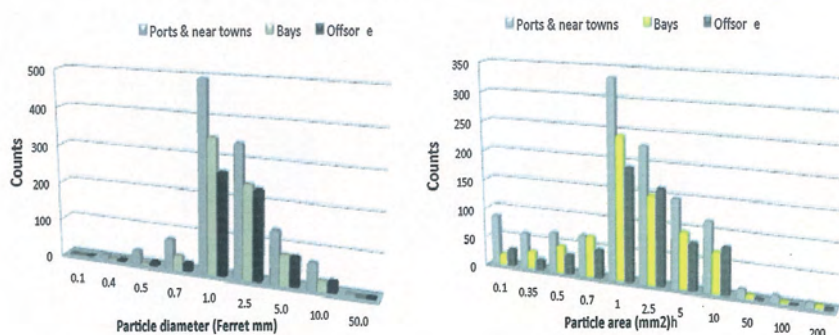 Ports & near towns Bays Offsor e
500
400
300
200
100
0
Counts
0.1 0.4 0.5 0.7 1.0 2.5 5.0 10.0 50.0
Particle diameter (Ferret mm)
Ports & near towns Bays Offsor e
350
300
250
200
150
100
50
0
Counts
0.1 0.35 0.5 0.7 1 2.5 5 10 50 100 200
Particle area (mm2)h